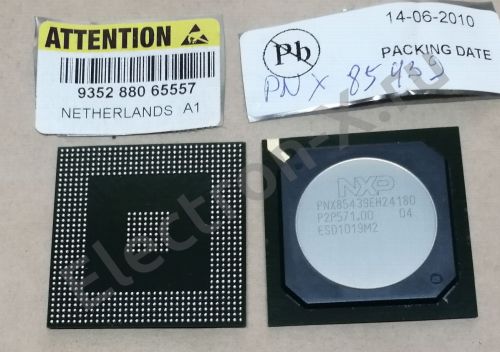 ATTENTION
9352 880 65557
NETHERLANDS A1
14-06-2010
PACKING DATE
Pb
PNX 85439
NXP
PNX85439EH24180
P2P571.00 04
ESD1019M2
Electron-X.ru